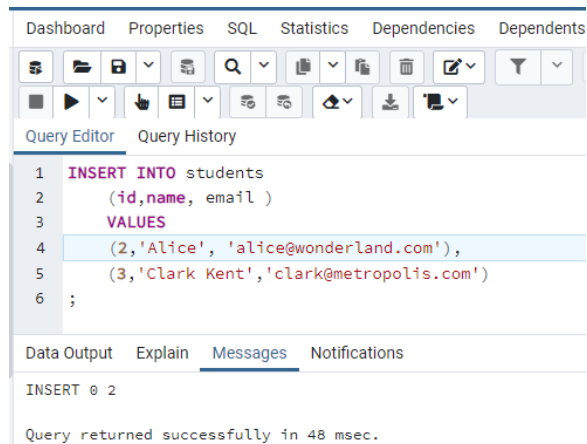 Dashboard Properties SQL Statistics Dependencies Dependents
Query Editor Query History
1 INSERT INTO students
2 (id,name, email )
3 VALUES
4 (2,'Alice', 'alice@wonderland.com'),
5 (3,'Clark Kent','clark@metropolis.com')
6 ;
Data Output Explain Messages Notifications
INSERT 0 2
Query returned successfully in 48 msec.